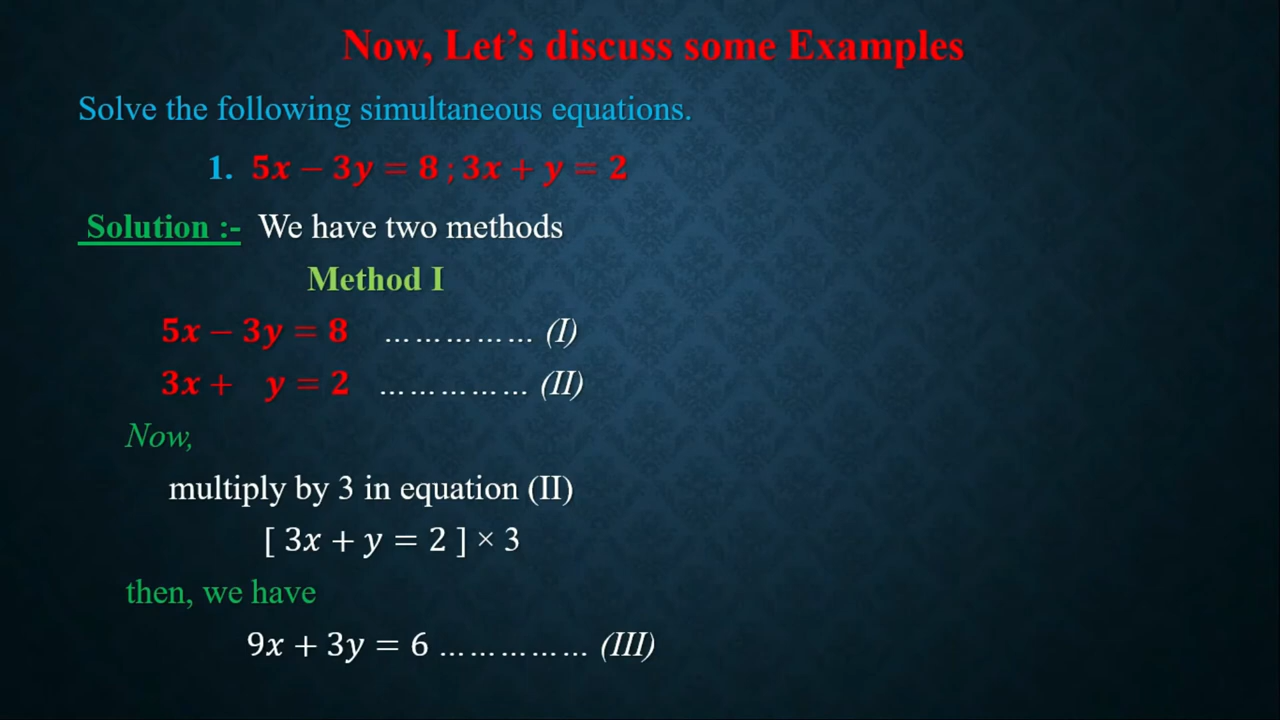 Now, Let's discuss some Examples
Solve the following simultaneous equations.
1. 5x − 3y = 8 ; 3x + y = 2
Solution :- We have two methods
Method I
5x − 3y = 8 …………… (I)
3x + y = 2 …………… (II)
Now,
multiply by 3 in equation (II)
[ 3x + y = 2 ] × 3
then, we have
9x + 3y = 6 …………… (III)